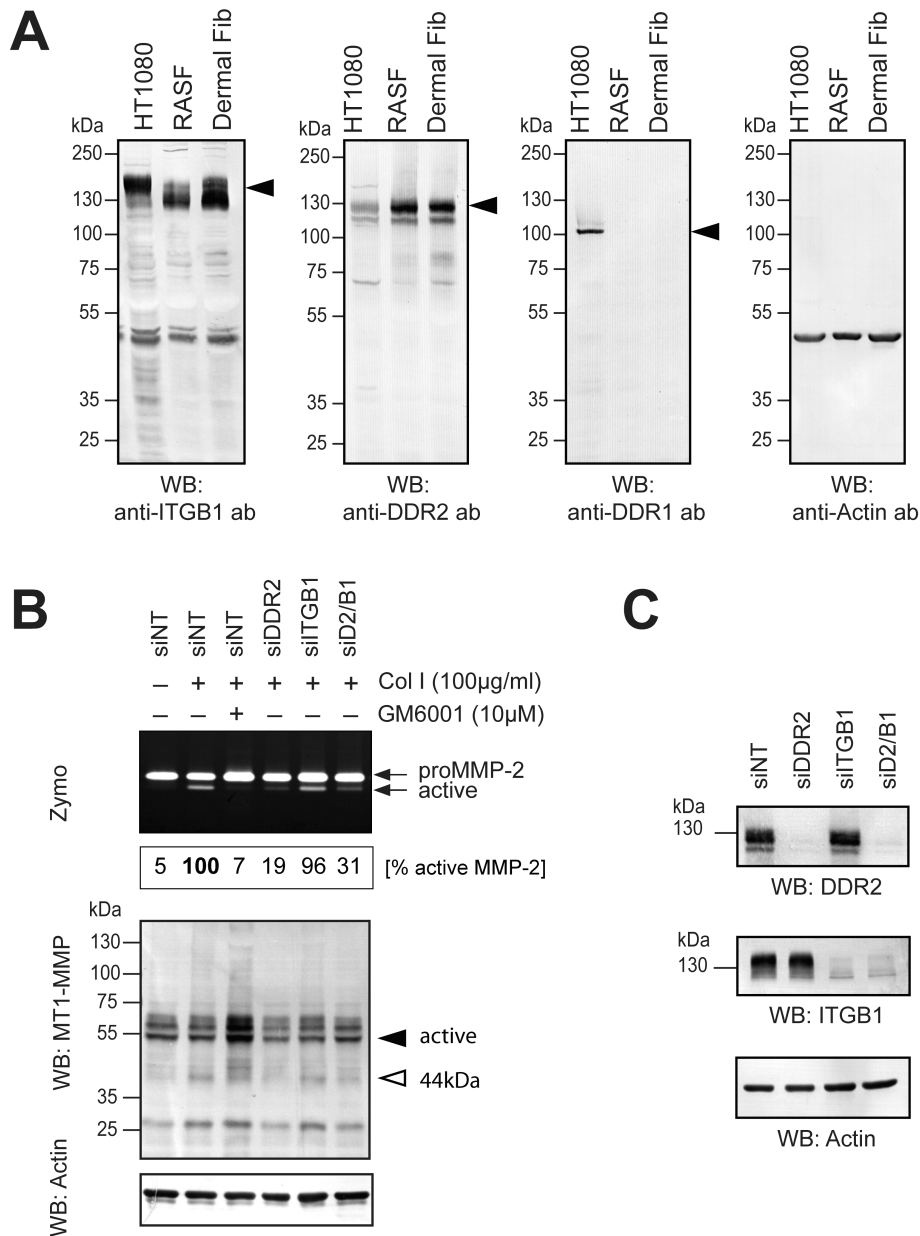 A
HT1080 RASF Dermal Fib
kDa
250
130
100
75
55
35
25
WB:
anti-ITGB1 ab
HT1080 RASF Dermal Fib
kDa
250
130
100
75
55
35
25
WB:
anti-DDR2 ab
HT1080 RASF Dermal Fib
kDa
250
130
100
75
55
35
25
WB:
anti-DDR1 ab
HT1080 RASF Dermal Fib
kDa
250
130
100
75
55
35
25
WB:
anti-Actin ab
B
siNT siNT siNT siDDR2 siITGB1 siD2/B1
– + + + + + Col I (100µg/ml)
– – + – – – GM6001 (10µM)
Zymo
proMMP-2
active
5 100 7 19 96 31 [% active MMP-2]
kDa
130
100
75
55
35
25
WB: MT1-MMP
active
44kDa
WB: Actin
C
siNT siDDR2 siITGB1 siD2/B1
kDa
130
WB: DDR2
kDa
130
WB: ITGB1
WB: Actin